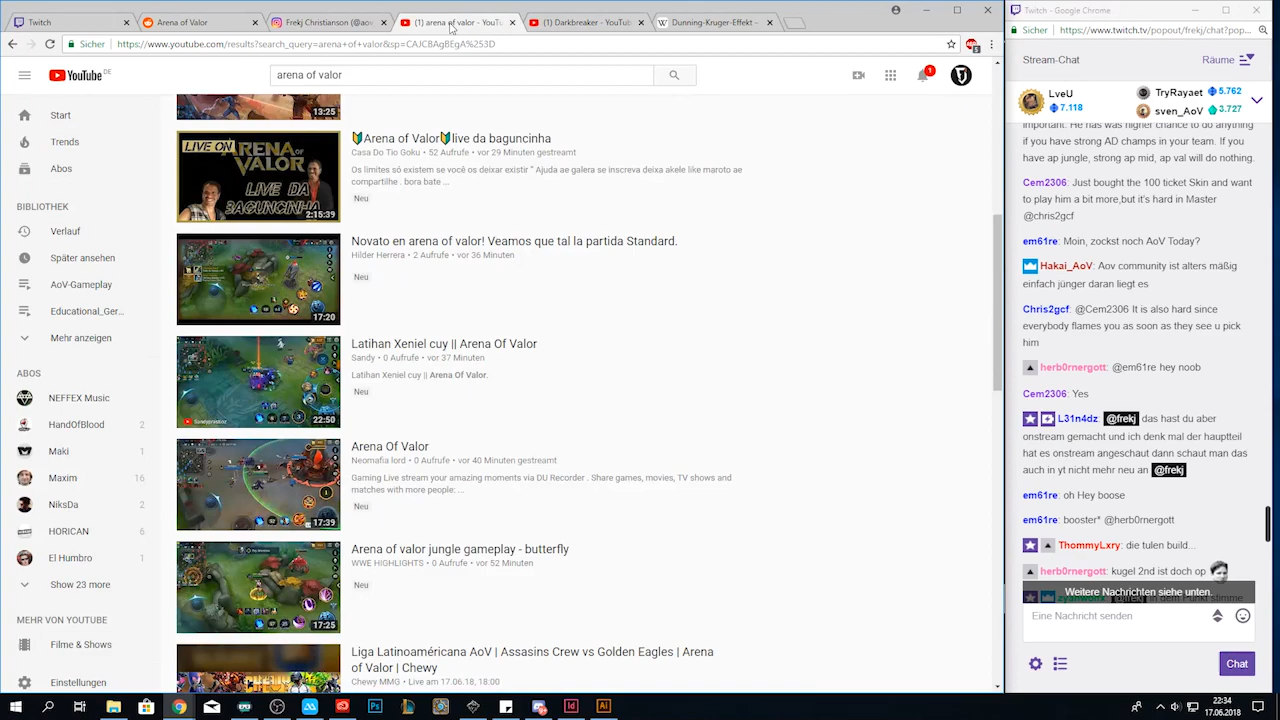 Twitch
Arena of Valor
Frekj Christianson (@aov
(1) arena of valor - YouTu
(1) Darkbreaker - YouTub
Dunning-Kruger-Effekt –
Sicher
https://www.youtube.com/results?search_query=arena+of+valor&sp=CAJCBAgBEgA%253D
YouTube DE
arena of valor
1
Start
Trends
Abos
BIBLIOTHEK
Verlauf
Später ansehen
AoV-Gameplay
Educational_Ger...
Mehr anzeigen
ABOS
NEFFEX Music
HandOfBlood 2
Maki 1
Maxim 16
NiksDa 2
HORICAN 6
El Humbro 1
Show 23 more
MEHR VON YOUTUBE
Filme & Shows
Einstellungen
13:25
LIVE ON ARENA OF VALOR
LIVE DA BAGUNCINHA
2:15:39
Arena of Valor live da baguncinha
Casa Do Tio Goku • 52 Aufrufe • vor 29 Minuten gestreamt
Os limites só existem se você os deixar existir " Ajuda ae galera se inscreva deixa akele like maroto ae
compartilhe . bora bate ...
Neu
17:20
Novato en arena of valor! Veamos que tal la partida Standard.
Hilder Herrera • 2 Aufrufe • vor 36 Minuten
Neu
22:50
Latihan Xeniel cuy || Arena Of Valor
Sandy • 0 Aufrufe • vor 37 Minuten
Latihan Xeniel cuy || Arena Of Valor.
Neu
17:39
Arena Of Valor
Neomafia lord • 0 Aufrufe • vor 40 Minuten gestreamt
Gaming Live stream your amazing moments via DU Recorder . Share games, movies, TV shows and
matches with more people: ...
Neu
17:25
Arena of valor jungle gameplay - butterfly
WWE HIGHLIGHTS • 0 Aufrufe • vor 52 Minuten
Neu
Liga Latinoaméricana AoV | Assasins Crew vs Golden Eagles | Arena
of Valor | Chewy
Chewy MMG • Live am 17.06.18, 18:00
Twitch - Google Chrome
Sicher
https://www.twitch.tv/popout/frekj/chat?pop...
Stream-Chat
Räume
LveU
7.118
TryRayaet 5.762
sven_AoV 3.727
important. He has was higher chance to do anything
if you have strong AD champs in your team. If you
have ap jungle, strong ap mid, ap val will do nothing.
Cem2306: Just bought the 100 ticket Skin and want
to play him a bit more,but it's hard in Master
@chris2gcf
em61re: Moin, zockst noch AoV Today?
Hakai_AoV: Aov community ist alters mäßig
einfach jünger daran liegt es
Chris2gcf: @Cem2306 It is also hard since
everybody flames you as soon as they see u pick
him
herb0rnergott: @em61re hey noob
Cem2306: Yes
L31n4dz: @frekj das hast du aber
onstream gemacht und ich denk mal der hauptteil
hat es onstream angeschaut dann schaut man das
auch in yt nicht mehr neu an @frekj
em61re: oh Hey boose
em61re: booster* @herb0rnergott
ThommyLxry: die tulen build...
herb0rnergott: kugel 2nd ist doch op
Weitere Nachrichten siehe unten.
Eine Nachricht senden
Chat
22:34
17.06.2018